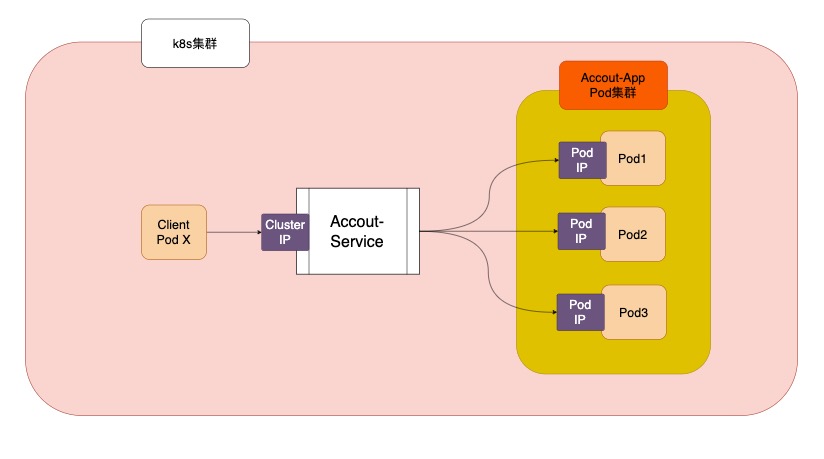 k8s集群
Accout-App
Pod集群
Pod
IP
Pod1
Client
Pod X
Cluster
IP
Accout-
Service
Pod
IP
Pod2
Pod
IP
Pod3